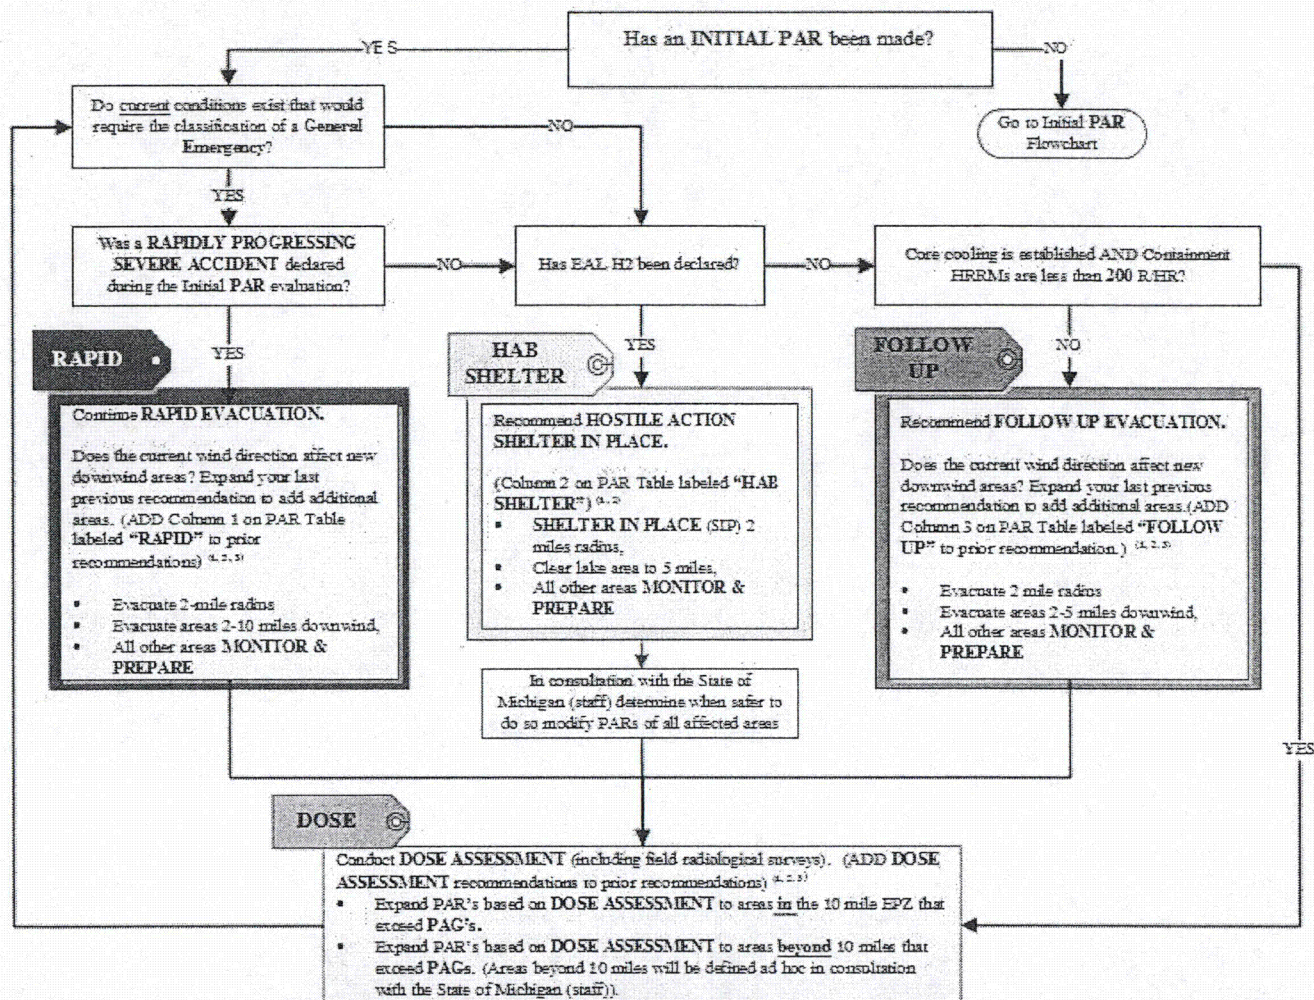 Has an INITIAL PAR been made?
YES
NO
Do current conditions exist that would
require the classification of a General
Emergency?
NO
Go to Initial PAR
Flowchart
YES
Was a RAPIDLY PROGRESSING
SEVERE ACCIDENT declared
during the Initial PAR evaluation?
NO
Has EAL H2 been declared?
NO
Core cooling is established AND Containment
HRRMs are less than 200 R/HR?
RAPID
YES
HAB
SHELTER
YES
FOLLOW
UP
NO
Continue RAPID EVACUATION.
Does the current wind direction affect new
downwind areas? Expand your last
previous recommendation to add additional
areas. (ADD Column 1 on PAR Table
labeled "RAPID" to prior
recommendations) (1, 2, 3)
▪ Evacuate 2-mile radius
▪ Evacuate areas 2-10 miles downwind,
▪ All other areas MONITOR &
PREPARE
Recommend HOSTILE ACTION
SHELTER IN PLACE.
(Column 2 on PAR Table labeled "HAB
SHELTER") (1, 2)
▪ SHELTER IN PLACE (SIP) 2
miles radius,
▪ Clear lake area to 5 miles,
▪ All other areas MONITOR &
PREPARE
Recommend FOLLOW UP EVACUATION.
Does the current wind direction affect new
downwind areas? Expand your last previous
recommendation to add additional areas.(ADD
Column 3 on PAR Table labeled "FOLLOW
UP" to prior recommendation.) (1, 2, 3)
▪ Evacuate 2 mile radius
▪ Evacuate areas 2-5 miles downwind,
▪ All other areas MONITOR &
PREPARE
In consultation with the State of
Michigan (staff) determine when safer to
do so modify PARs of all affected areas
YES
DOSE
Conduct DOSE ASSESSMENT (including field radiological surveys). (ADD DOSE
ASSESSMENT recommendations to prior recommendations) (1, 2, 3)
▪ Expand PAR's based on DOSE ASSESSMENT to areas in the 10 mile EPZ that
exceed PAG's.
▪ Expand PAR's based on DOSE ASSESSMENT to areas beyond 10 miles that
exceed PAGs. (Areas beyond 10 miles will be defined ad hoc in consultation
with the State of Michigan (staff)).